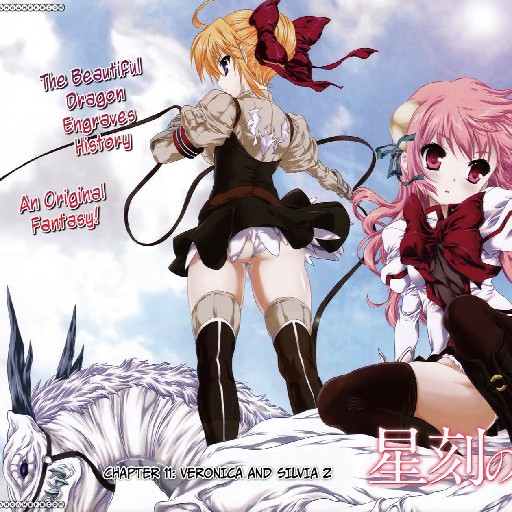 The Beautiful
Dragon
Engraves
History
An Original
Fantasy!
CHAPTER 11: VERONICA AND SILVIA 2
星刻の